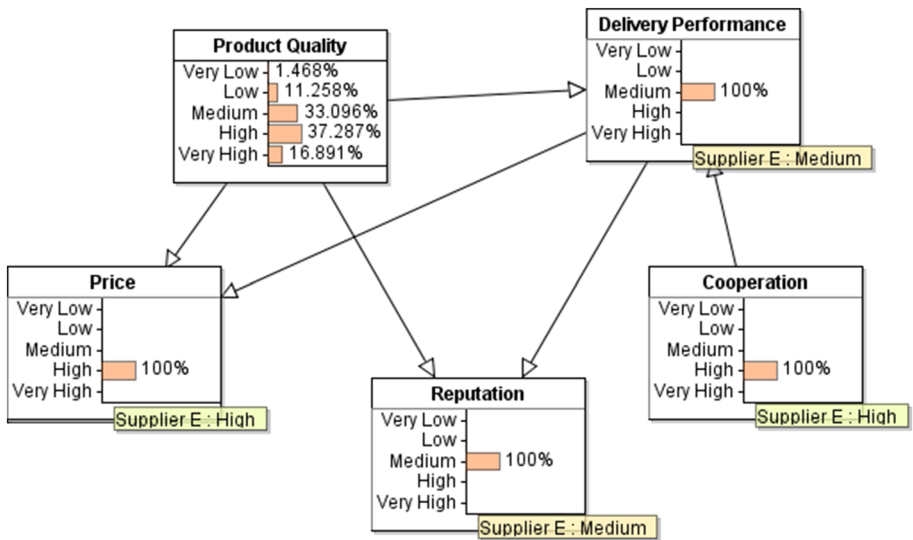 Product Quality
Very Low 1.468%
Low 11.258%
Medium 33.096%
High 37.287%
Very High 16.891%
Delivery Performance
Very Low
Low
Medium 100%
High
Very High
Supplier E : Medium
Price
Very Low
Low
Medium
High 100%
Very High
Supplier E : High
Cooperation
Very Low
Low
Medium
High 100%
Very High
Supplier E : High
Reputation
Very Low
Low
Medium 100%
High
Very High
Supplier E : Medium